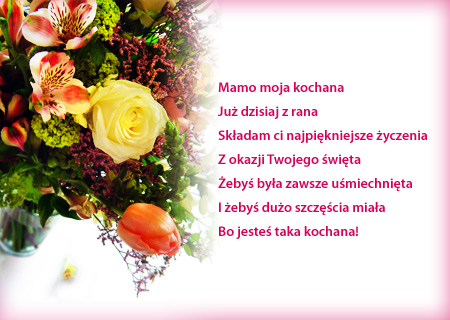 Mamo moja kochana
Już dzisiaj z rana
Składam ci najpiękniejsze życzenia
Z okazji Twojego święta
Żebyś była zawsze uśmiechnięta
I żebyś dużo szczęścia miała
Bo jesteś taka kochana!